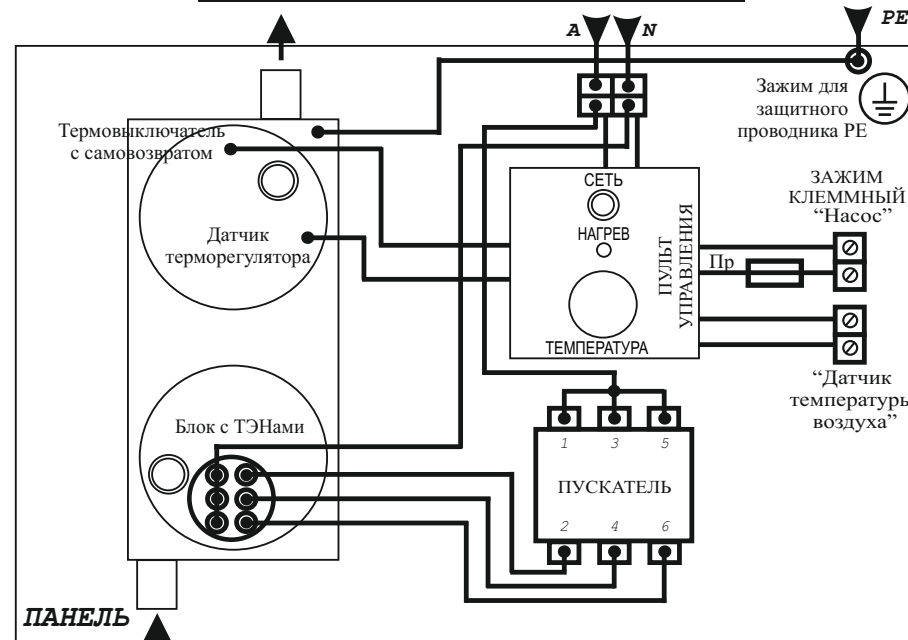 A N PE
Зажим для
защитного
проводника PE
Термовыключатель
с самовозвратом
Датчик
терморегулятора
СЕТЬ
НАГРЕВ
ТЕМПЕРАТУРА
ПУЛЬТ
УПРАВЛЕНИЯ
ЗАЖИМ
КЛЕММНЫЙ
“Насос”
Пр
“Датчик
температуры
воздуха”
Блок с ТЭНами
1 3 5
ПУСКАТЕЛЬ
2 4 6
ПАНЕЛЬ